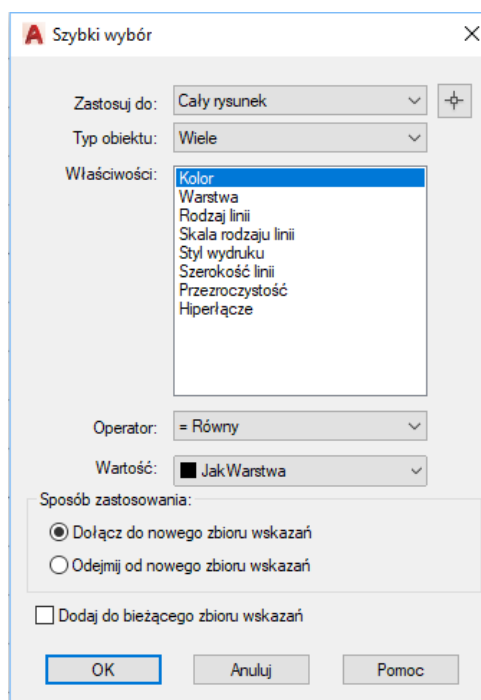 A Szybki wybór
Zastosuj do: Cały rysunek
Typ obiektu: Wiele
Właściwości: Kolor
Warstwa
Rodzaj linii
Skala rodzaju linii
Styl wydruku
Szerokość linii
Przezroczystość
Hiperłącze
Operator: = Równy
Wartość: JakWarstwa
Sposób zastosowania:
Dołącz do nowego zbioru wskazań
Odejmij od nowego zbioru wskazań
Dodaj do bieżącego zbioru wskazań
OK Anuluj Pomoc